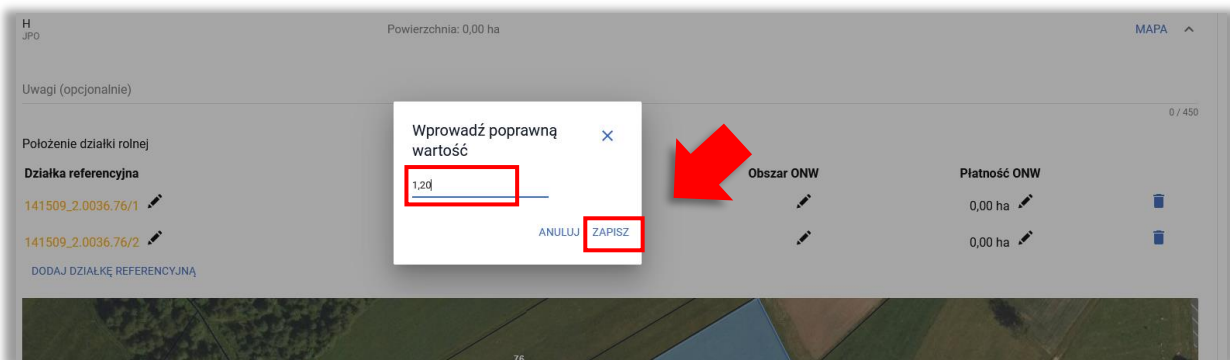 H
JPO
Powierzchnia: 0,00 ha
MAPA
Uwagi (opcjonalnie)
0 / 450
Wprowadź poprawną
wartość
1,20
ANULUJ ZAPISZ
Położenie działki rolnej
Działka referencyjna Obszar ONW Płatność ONW
141509_2.0036.76/1 0,00 ha
141509_2.0036.76/2 0,00 ha
DODAJ DZIAŁKĘ REFERENCYJNĄ
76